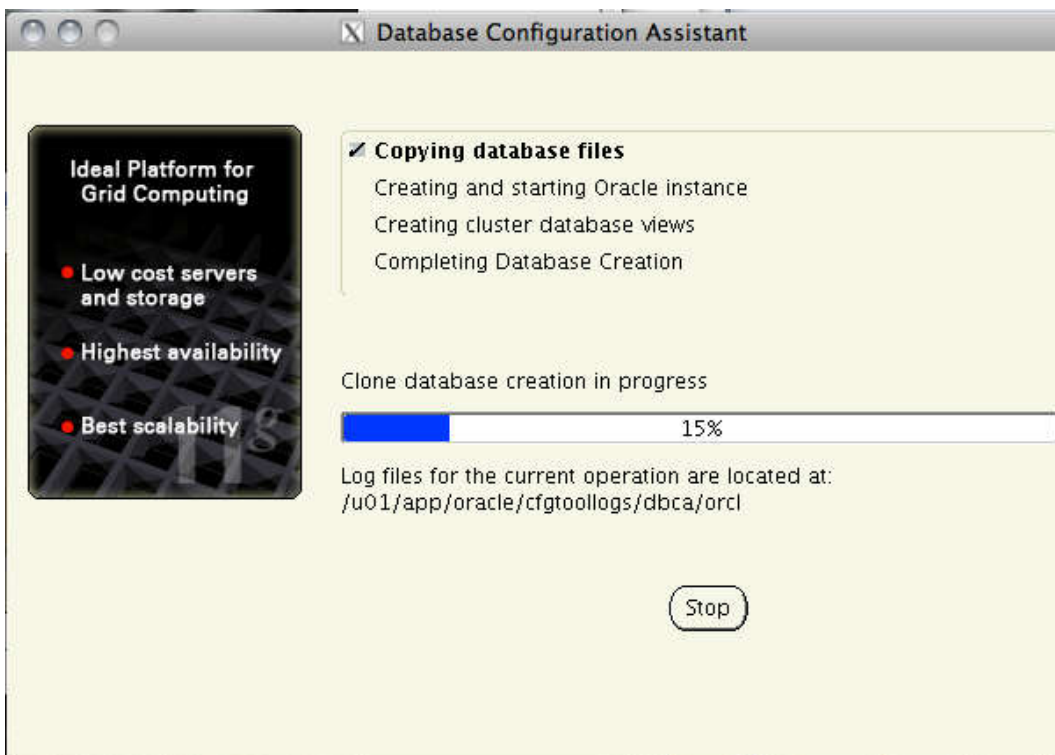 X Database Configuration Assistant
Ideal Platform for
Grid Computing
Low cost servers
and storage
Highest availability
Best scalability
11g
Copying database files
Creating and starting Oracle instance
Creating cluster database views
Completing Database Creation
Clone database creation in progress
15%
Log files for the current operation are located at:
/u01/app/oracle/cfgtoollogs/dbca/orcl
Stop